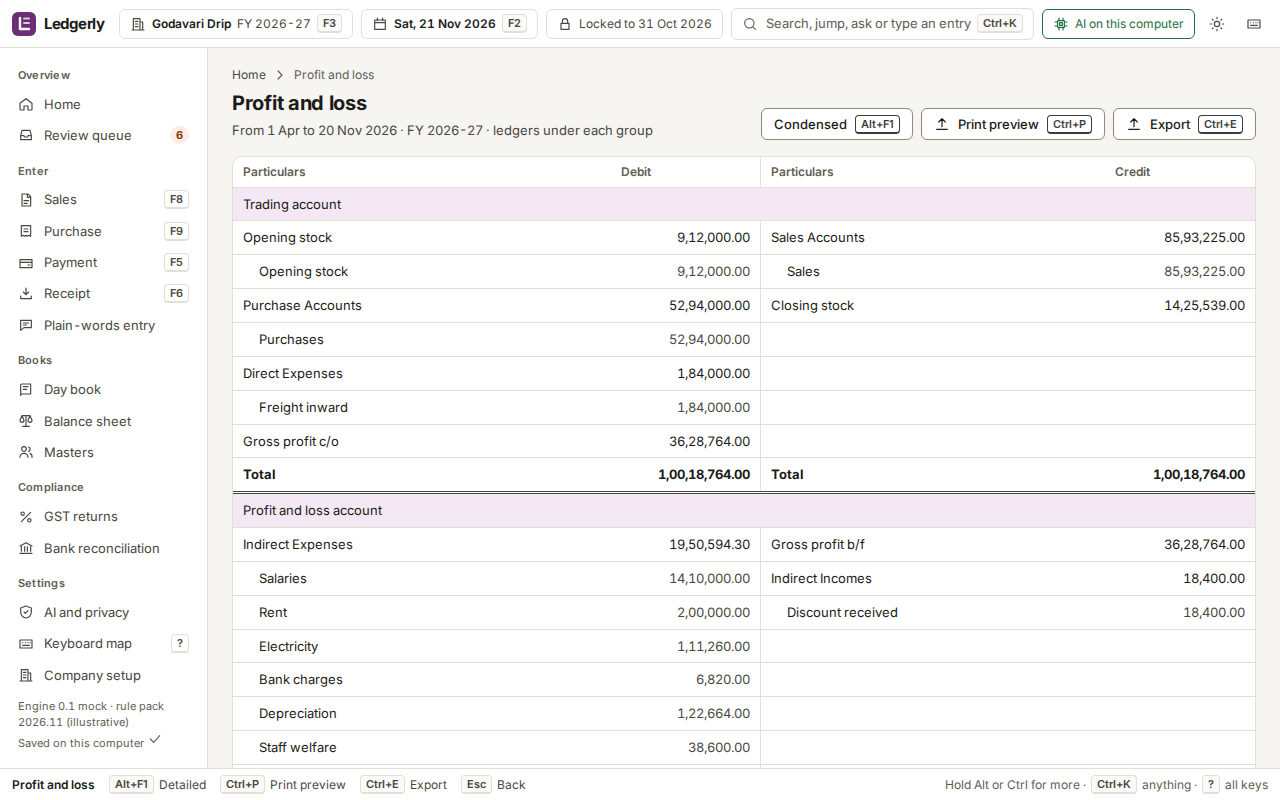 Ledgerly
Godavari Drip FY 2026-27 F3
Sat, 21 Nov 2026 F2
Locked to 31 Oct 2026
Search, jump, ask or type an entry Ctrl+K
AI on this computer
Overview
Home
Review queue 6
Enter
Sales F8
Purchase F9
Payment F5
Receipt F6
Plain-words entry
Books
Day book
Balance sheet
Masters
Compliance
GST returns
Bank reconciliation
Settings
AI and privacy
Keyboard map ?
Company setup
Engine 0.1 mock · rule pack
2026.11 (illustrative)
Saved on this computer
Home Profit and loss
Profit and loss
From 1 Apr to 20 Nov 2026 · FY 2026-27 · ledgers under each group
Condensed Alt+F1
Print preview Ctrl+P
Export Ctrl+E
Particulars Debit Particulars Credit
Trading account
Opening stock 9,12,000.00 Sales Accounts 85,93,225.00
Opening stock 9,12,000.00 Sales 85,93,225.00
Purchase Accounts 52,94,000.00 Closing stock 14,25,539.00
Purchases 52,94,000.00
Direct Expenses 1,84,000.00
Freight inward 1,84,000.00
Gross profit c/o 36,28,764.00
Total 1,00,18,764.00 Total 1,00,18,764.00
Profit and loss account
Indirect Expenses 19,50,594.30 Gross profit b/f 36,28,764.00
Salaries 14,10,000.00 Indirect Incomes 18,400.00
Rent 2,00,000.00 Discount received 18,400.00
Electricity 1,11,260.00
Bank charges 6,820.00
Depreciation 1,22,664.00
Staff welfare 38,600.00
Profit and loss Alt+F1 Detailed Ctrl+P Print preview Ctrl+E Export Esc Back
Hold Alt or Ctrl for more · Ctrl+K anything · ? all keys